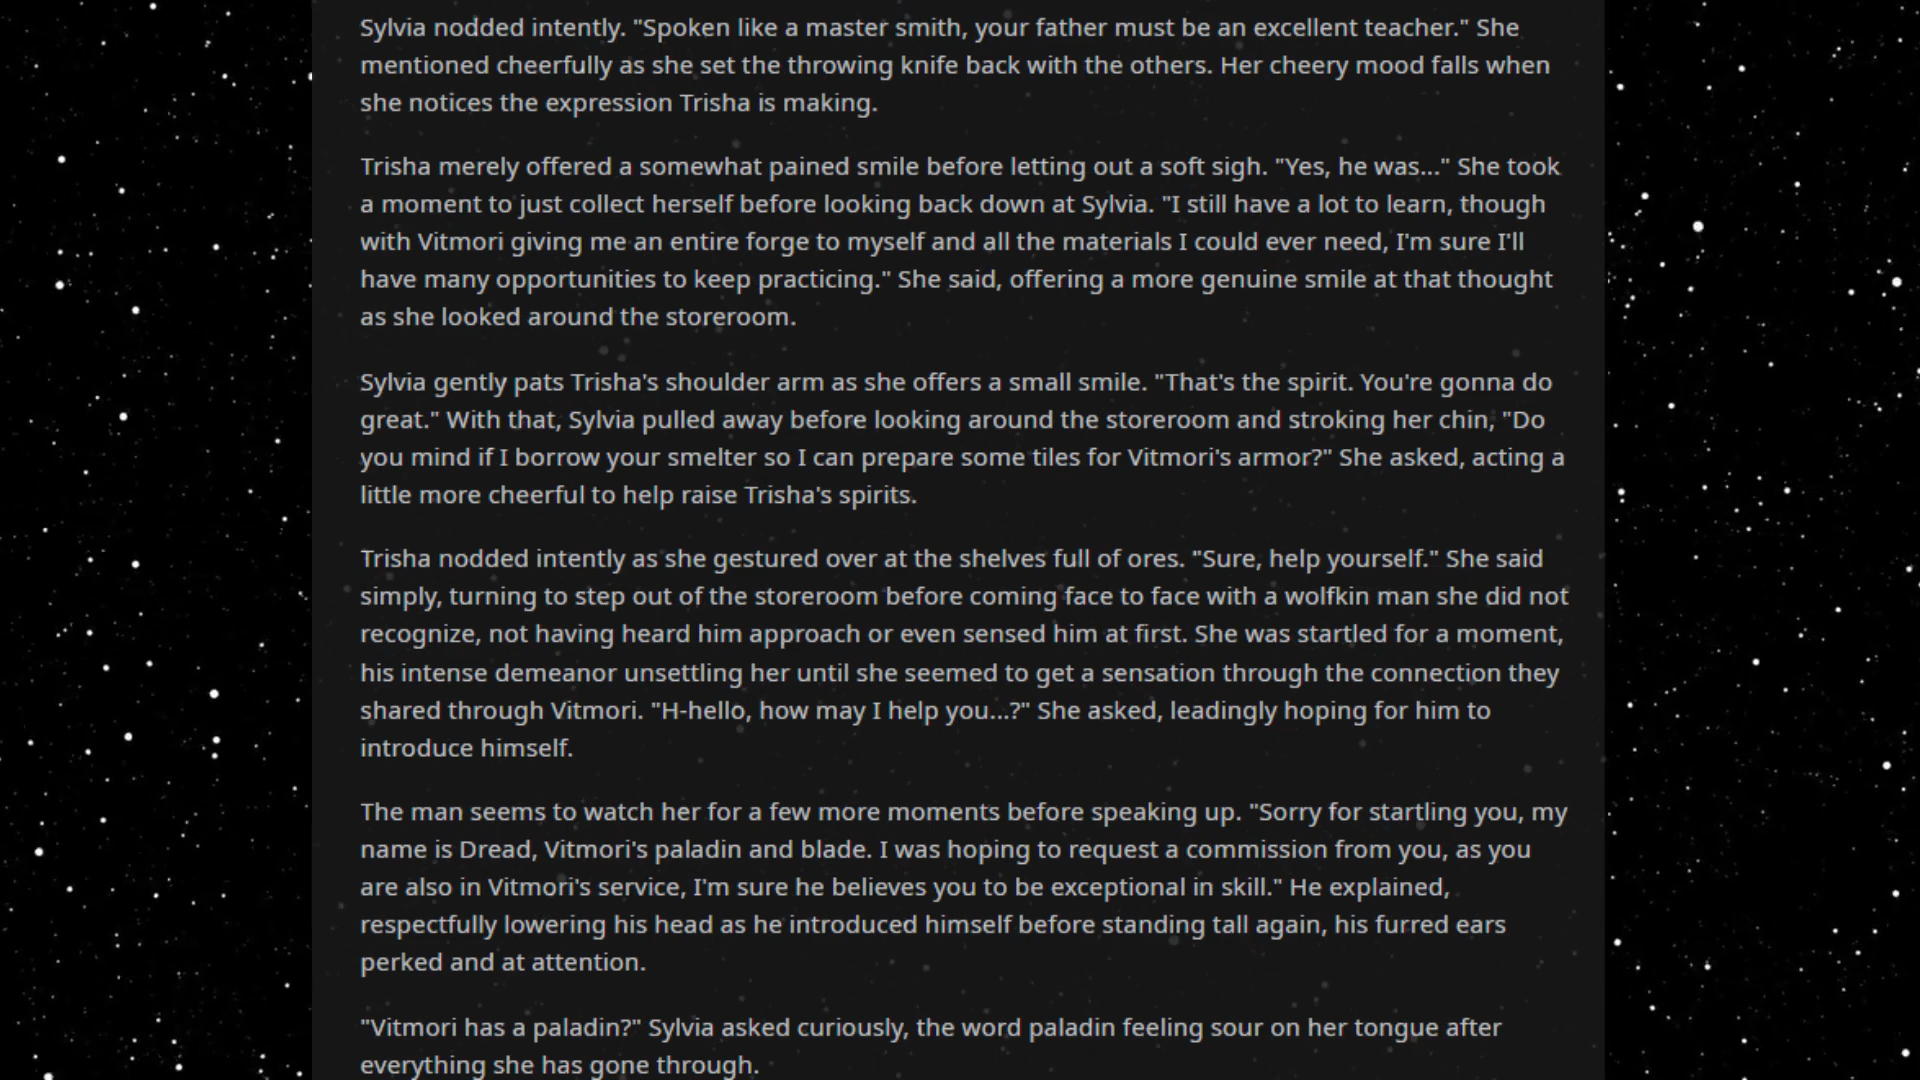 Sylvia nodded intently. "Spoken like a master smith, your father must be an excellent teacher." She
mentioned cheerfully as she set the throwing knife back with the others. Her cheery mood falls when
she notices the expression Trisha is making.
Trisha merely offered a somewhat pained smile before letting out a soft sigh. "Yes, he was..." She took
a moment to just collect herself before looking back down at Sylvia. "I still have a lot to learn, though
with Vitmori giving me an entire forge to myself and all the materials I could ever need, I'm sure I'll
have many opportunities to keep practicing." She said, offering a more genuine smile at that thought
as she looked around the storeroom.
Sylvia gently pats Trisha's shoulder arm as she offers a small smile. "That's the spirit. You're gonna do
great." With that, Sylvia pulled away before looking around the storeroom and stroking her chin, "Do
you mind if I borrow your smelter so I can prepare some tiles for Vitmori's armor?" She asked, acting a
little more cheerful to help raise Trisha's spirits.
Trisha nodded intently as she gestured over at the shelves full of ores. "Sure, help yourself." She said
simply, turning to step out of the storeroom before coming face to face with a wolfkin man she did not
recognize, not having heard him approach or even sensed him at first. She was startled for a moment,
his intense demeanor unsettling her until she seemed to get a sensation through the connection they
shared through Vitmori. "H-hello, how may I help you...?" She asked, leadingly hoping for him to
introduce himself.
The man seems to watch her for a few more moments before speaking up. "Sorry for startling you, my
name is Dread, Vitmori's paladin and blade. I was hoping to request a commission from you, as you
are also in Vitmori's service, I'm sure he believes you to be exceptional in skill." He explained,
respectfully lowering his head as he introduced himself before standing tall again, his furred ears
perked and at attention.
"Vitmori has a paladin?" Sylvia asked curiously, the word paladin feeling sour on her tongue after
everything she has gone through.